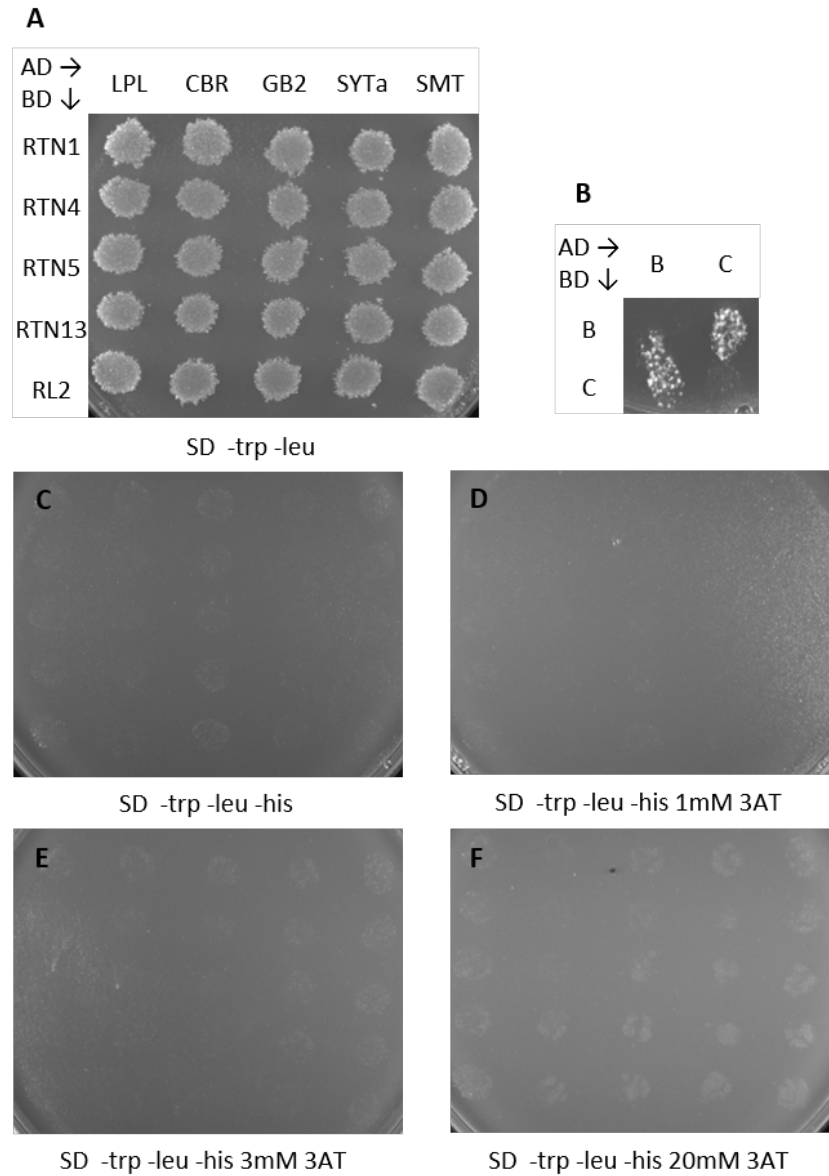 A
AD →
BD ↓
LPL CBR GB2 SYTa SMT
RTN1
RTN4
RTN5
RTN13
RL2
SD -trp -leu
B
AD →
BD ↓
B C
B
C
C
D
SD -trp -leu -his
SD -trp -leu -his 1mM 3AT
E
F
SD -trp -leu -his 3mM 3AT
SD -trp -leu -his 20mM 3AT